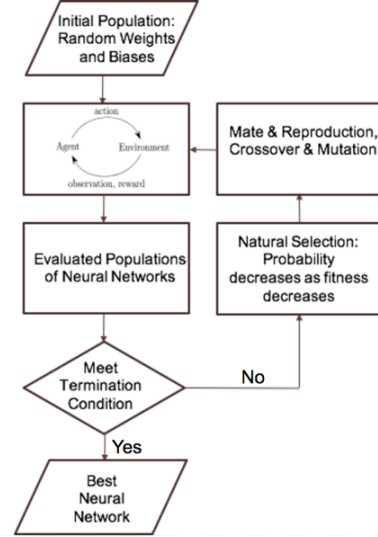 Initial Population:
Random Weights
and Biases
action
Agent
Environment
observation, reward
Mate & Reproduction,
Crossover & Mutation
Evaluated Populations
of Neural Networks
Natural Selection:
Probability
decreases as fitness
decreases
Meet
Termination
Condition
No
Yes
Best
Neural
Network